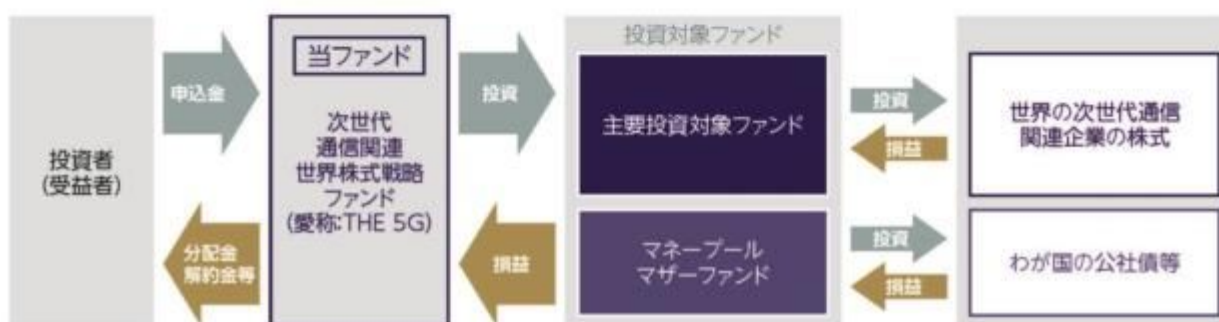 投資者
(受益者)
申込金
分配金
解約金等
当ファンド
次世代
通信関連
世界株式戦略
ファンド
(愛称:THE 5G)
投資
損益
投資対象ファンド
主要投資対象ファンド
マネープール
マザーファンド
投資
損益
投資
損益
世界の次世代通信
関連企業の株式
わが国の公社債等